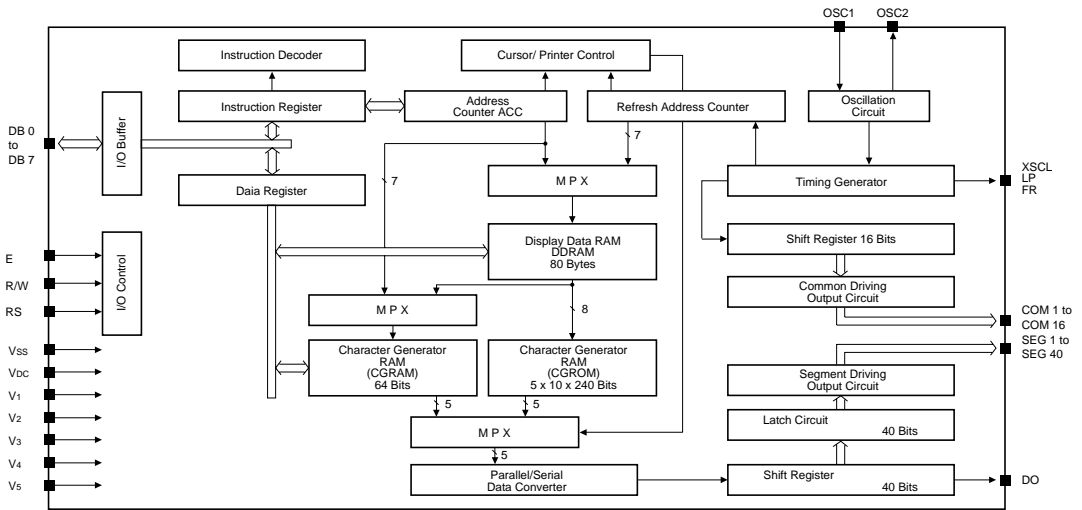 OSC1
OSC2
Instruction Decoder
Cursor/ Printer Control
Instruction Register
Address
Counter ACC
Refresh Address Counter
Oscillation
Circuit
DB 0
to
DB 7
I/O Buffer
7
7
M P X
Timing Generator
XSCL
LP
FR
Daia Register
Display Data RAM
DDRAM
80 Bytes
Shift Register 16 Bits
E
R/W
RS
I/O Control
Common Driving
Output Circuit
M P X
8
COM 1 to
COM 16
SEG 1 to
SEG 40
VSS
VDC
V1
V2
V3
V4
V5
Character Generator
RAM
(CGRAM)
64 Bits
Character Generator
RAM
(CGROM)
5 x 10 x 240 Bits
Segment Driving
Output Circuit
5
5
Latch Circuit
40 Bits
M P X
5
Parallel/Serial
Data Converter
Shift Register
40 Bits
DO